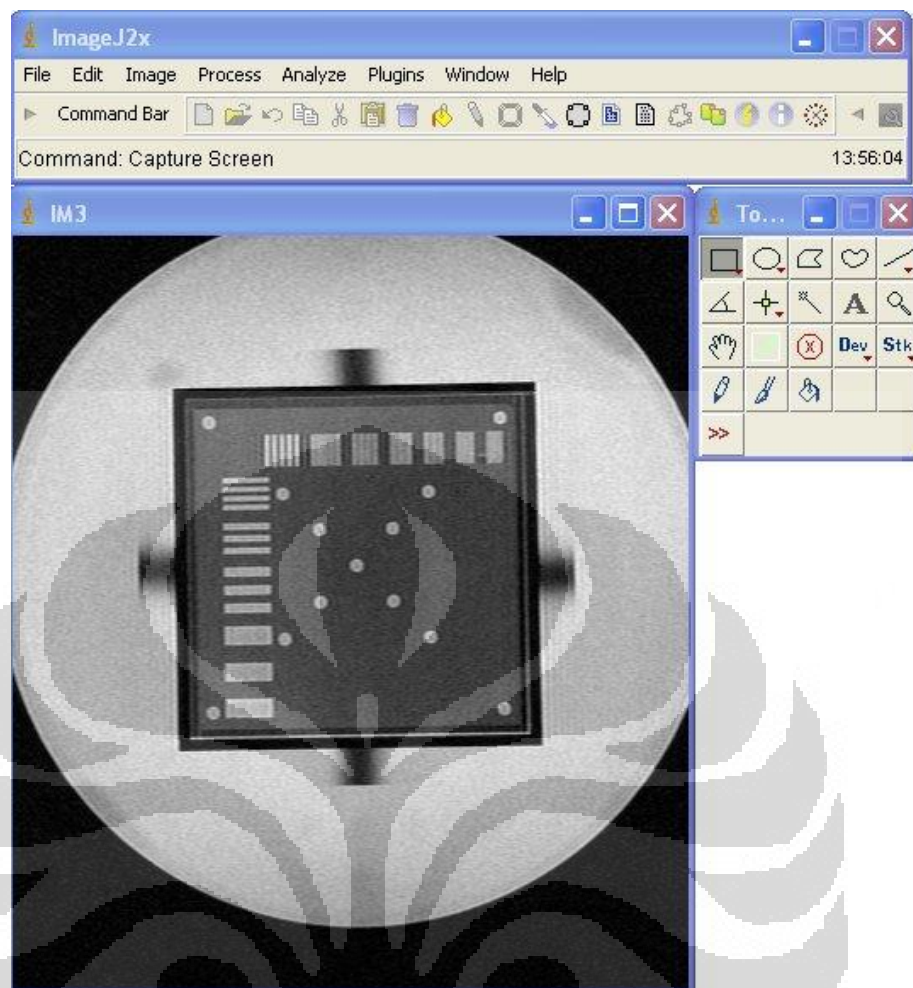 ImageJ2x
File Edit Image Process Analyze Plugins Window Help
Command Bar
Command: Capture Screen 13:56:04
IM3
To...
A
Dev Stk
>>